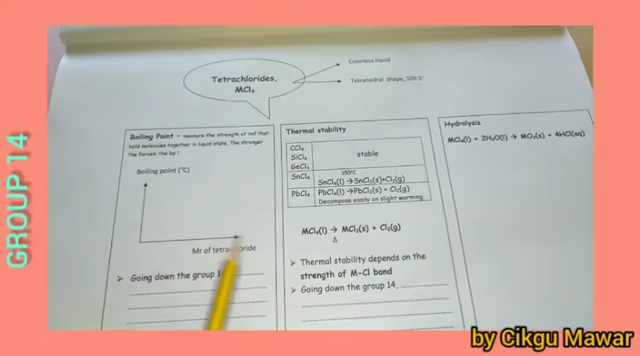 GROUP 14
Tetrachlorides,
MCl₄
Colorless liquid
Tetrahedral shape, 109.5°
Boiling Point – measure the strength of imf that
hold molecules together in liquid state. The stronger
the forces, the bp !
Boiling point (°C)
Mr of tetrachloride
➢ Going down the group
Thermal stability
CCl₄
SiCl₄
GeCl₄
stable
SnCl₄
150°C
SnCl₄(l) → SnCl₂(s)+Cl₂(g)
PbCl₄
PbCl₄(l) → PbCl₂(s) + Cl₂(g)
Decompose easily on slight warming
MCl₄(l) → MCl₂(s) + Cl₂(g)
Δ
➢ Thermal stability depends on the
strength of M-Cl bond
➢ Going down the group 14,
Hydrolysis
MCl₄(l) + 2H₂O(l) → MO₂(s) + 4HCl(aq)
by Cikgu Mawar